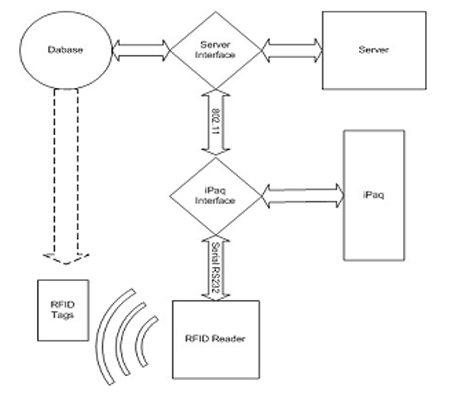 Dabase
Server
Interface
Server
802.11
iPaq
Interface
iPaq
Serial RS232
RFID
Tags
RFID Reader